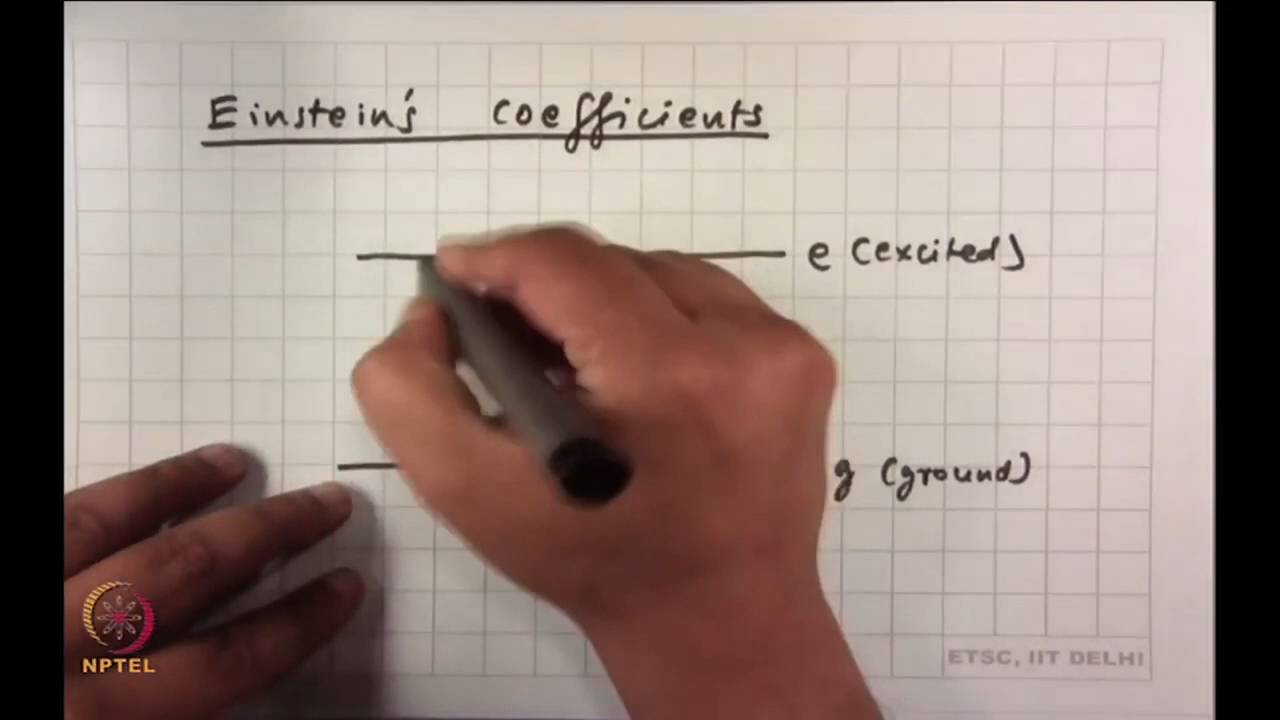 Einstein's coefficients
e (excited)
g (ground)
NPTEL
ETSC, IIT DELHI